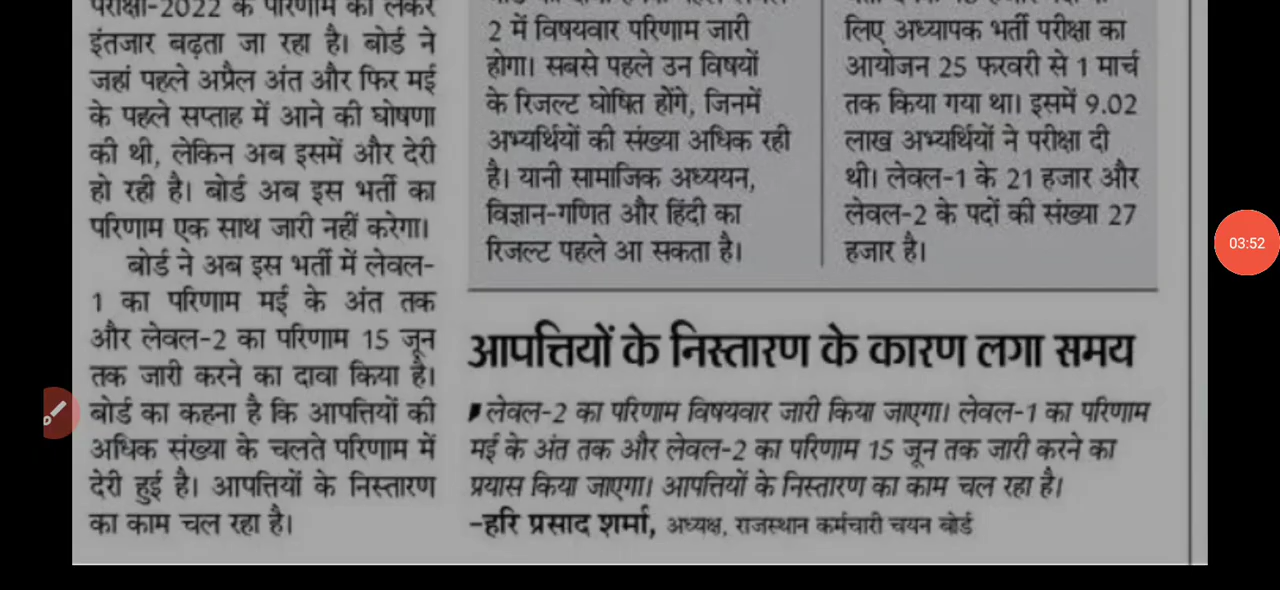 परीक्षा-2022 के परिणाम को लेकर
इंतजार बढ़ता जा रहा है। बोर्ड ने
जहां पहले अप्रैल अंत और फिर मई
के पहले सप्ताह में आने की घोषणा
की थी, लेकिन अब इसमें और देरी
हो रही है। बोर्ड अब इस भर्ती का
परिणाम एक साथ जारी नहीं करेगा।
बोर्ड ने अब इस भर्ती में लेवल-
1 का परिणाम मई के अंत तक
और लेवल-2 का परिणाम 15 जून
तक जारी करने का दावा किया है।
बोर्ड का कहना है कि आपत्तियों की
अधिक संख्या के चलते परिणाम में
देरी हुई है। आपत्तियों के निस्तारण
का काम चल रहा है।
2 में विषयवार परिणाम जारी
होगा। सबसे पहले उन विषयों
के रिजल्ट घोषित होंगे, जिनमें
अभ्यर्थियों की संख्या अधिक रही
है। यानी सामाजिक अध्ययन,
विज्ञान-गणित और हिंदी का
रिजल्ट पहले आ सकता है।
लिए अध्यापक भर्ती परीक्षा का
आयोजन 25 फरवरी से 1 मार्च
तक किया गया था। इसमें 9.02
लाख अभ्यर्थियों ने परीक्षा दी
थी। लेवल-1 के 21 हजार और
लेवल-2 के पदों की संख्या 27
हजार है।
आपत्तियों के निस्तारण के कारण लगा समय
लेवल-2 का परिणाम विषयवार जारी किया जाएगा। लेवल-1 का परिणाम
मई के अंत तक और लेवल-2 का परिणाम 15 जून तक जारी करने का
प्रयास किया जाएगा। आपत्तियों के निस्तारण का काम चल रहा है।
-हरि प्रसाद शर्मा, अध्यक्ष, राजस्थान कर्मचारी चयन बोर्ड
03:52